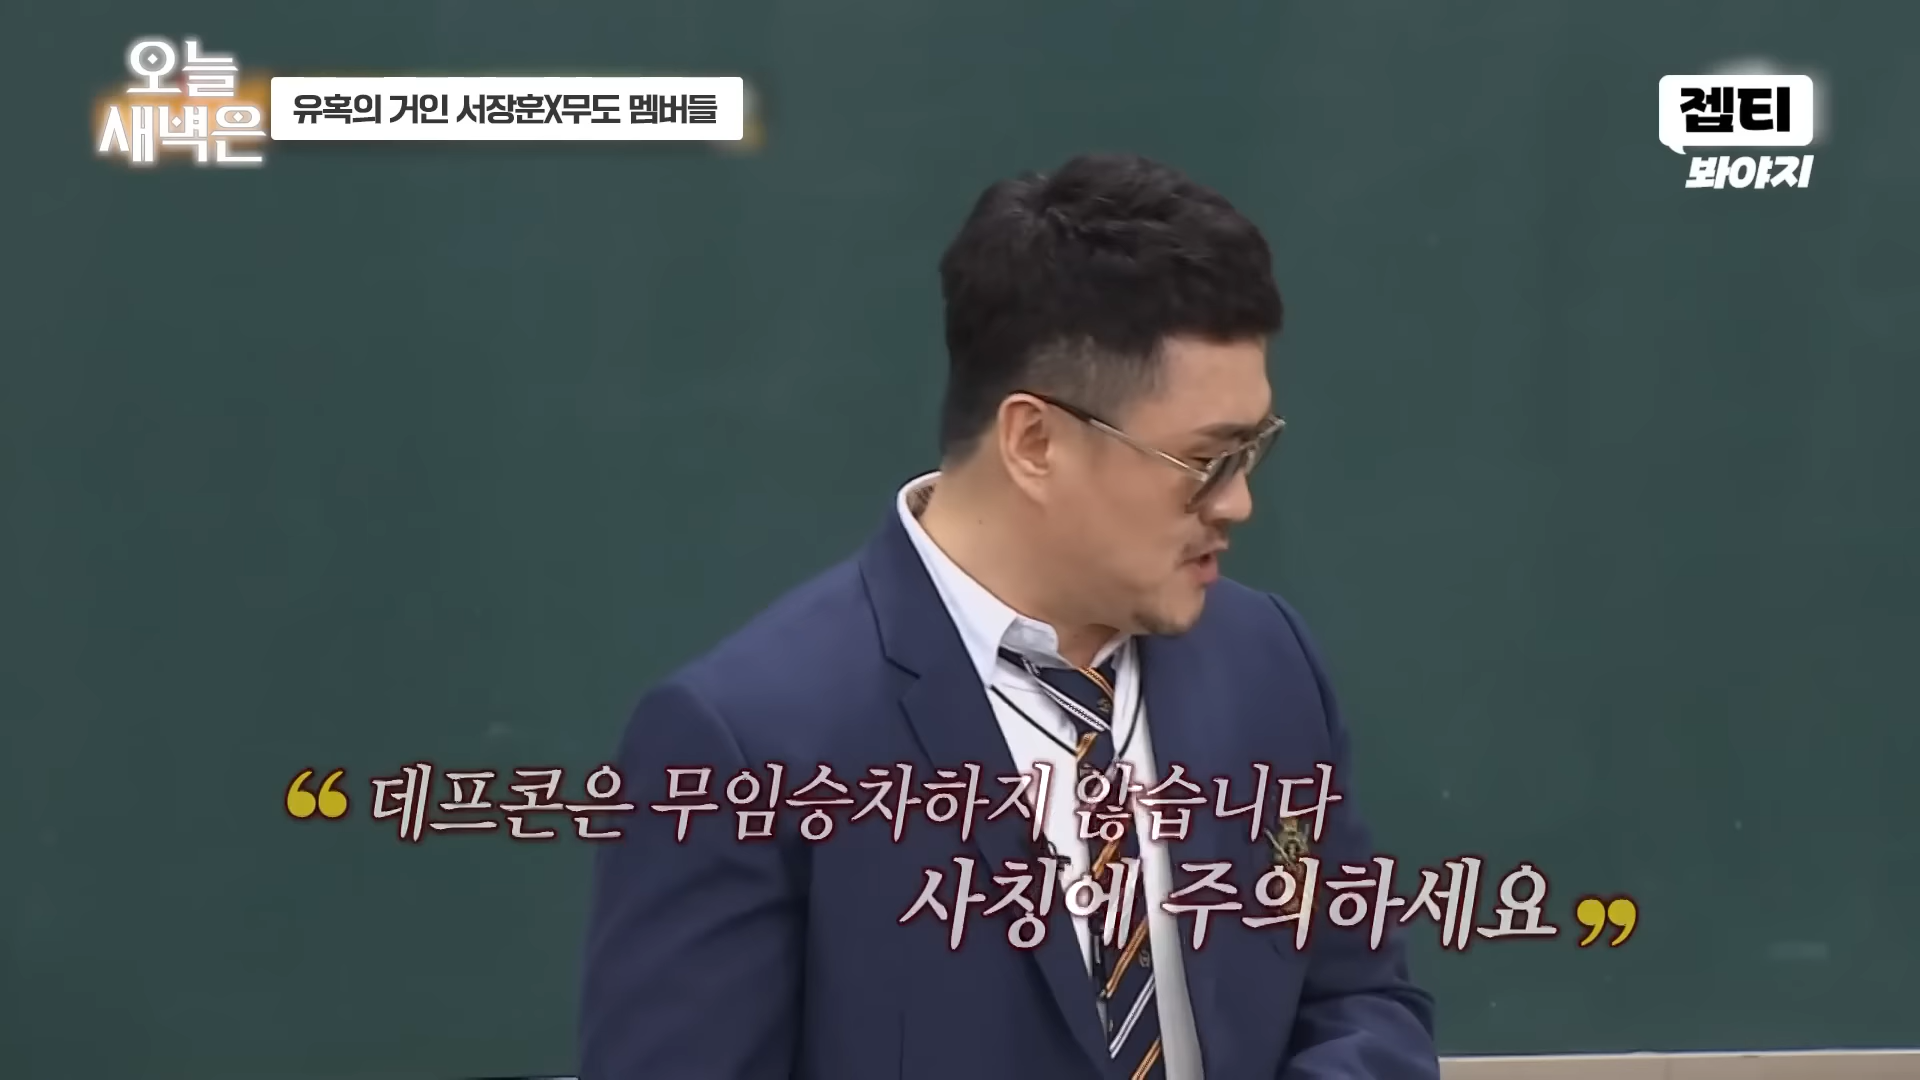 오늘
새벽은
유혹의 거인 서장훈X무도 멤버들
젭티
봐야지
“데프콘은 무임승차하지 않습니다
사칭에 주의하세요”